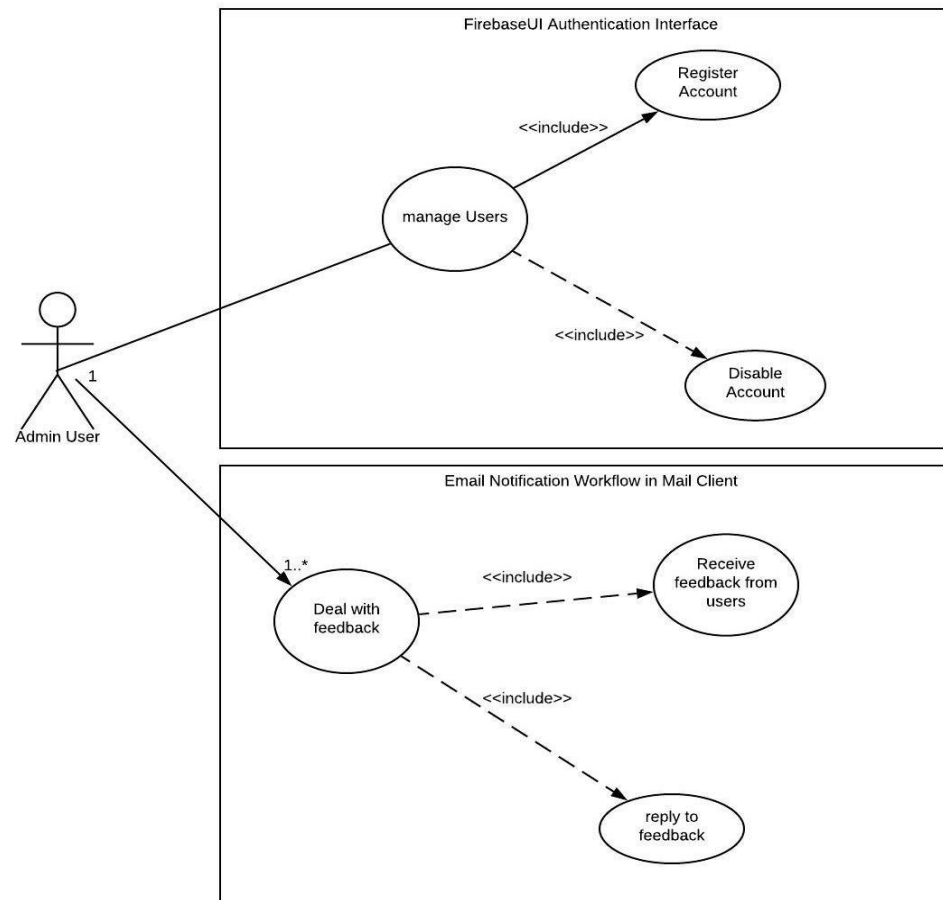 FirebaseUI Authentication Interface
Register
Account
<<include>>
manage Users
<<include>>
Disable
Account
1
Admin User
Email Notification Workflow in Mail Client
1..*
Deal with
feedback
<<include>>
Receive
feedback from
users
<<include>>
reply to
feedback